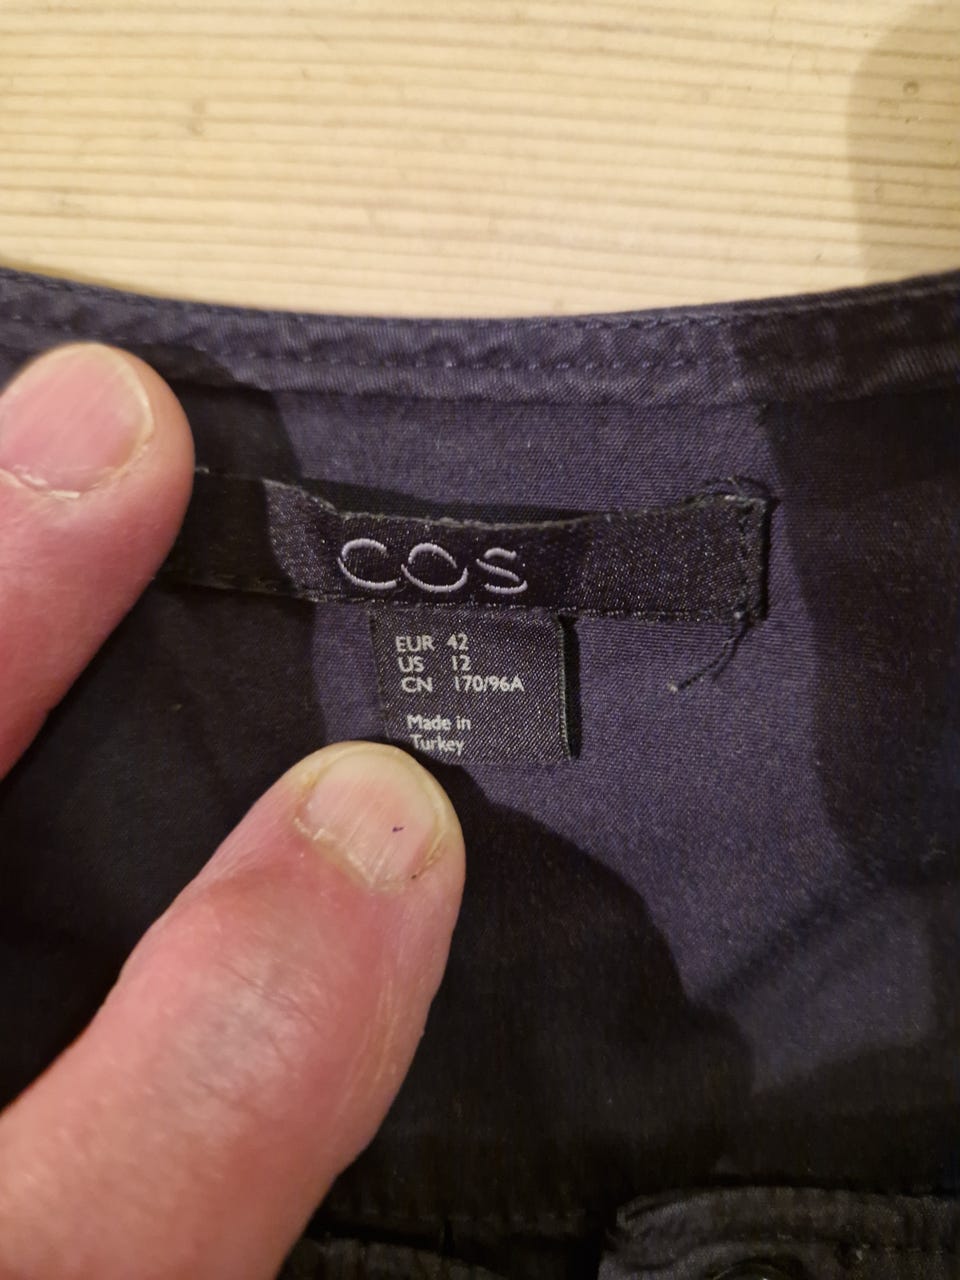 COS
EUR 42
US 12
CN 170/96A
Made in
Turkey